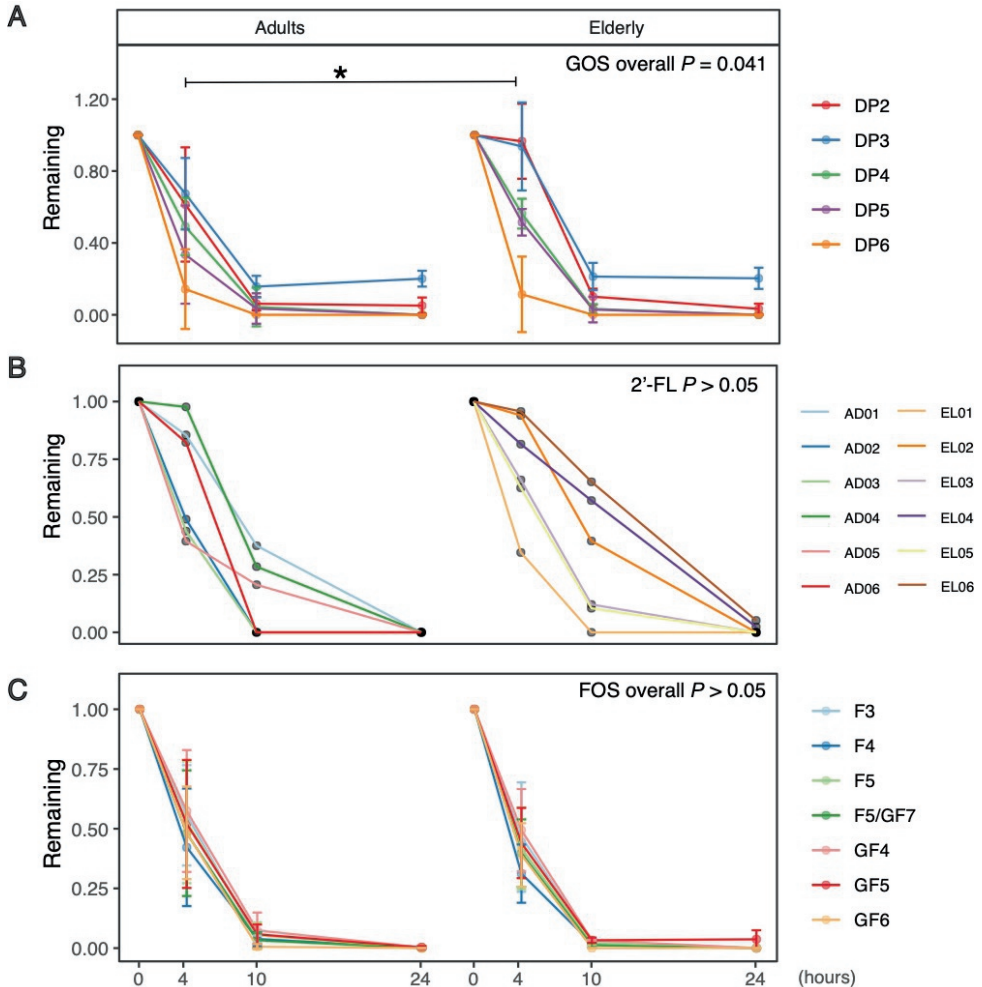 A
Adults
Elderly
GOS overall P = 0.041
*
Remaining
1.20
0.80
0.40
0.00
DP2
DP3
DP4
DP5
DP6
B
2’-FL P > 0.05
Remaining
1.00
0.75
0.50
0.25
0.00
AD01 EL01
AD02 EL02
AD03 EL03
AD04 EL04
AD05 EL05
AD06 EL06
C
FOS overall P > 0.05
Remaining
1.00
0.75
0.50
0.25
0.00
F3
F4
F5
F5/GF7
GF4
GF5
GF6
0 4 10 24 0 4 10 24 (hours)